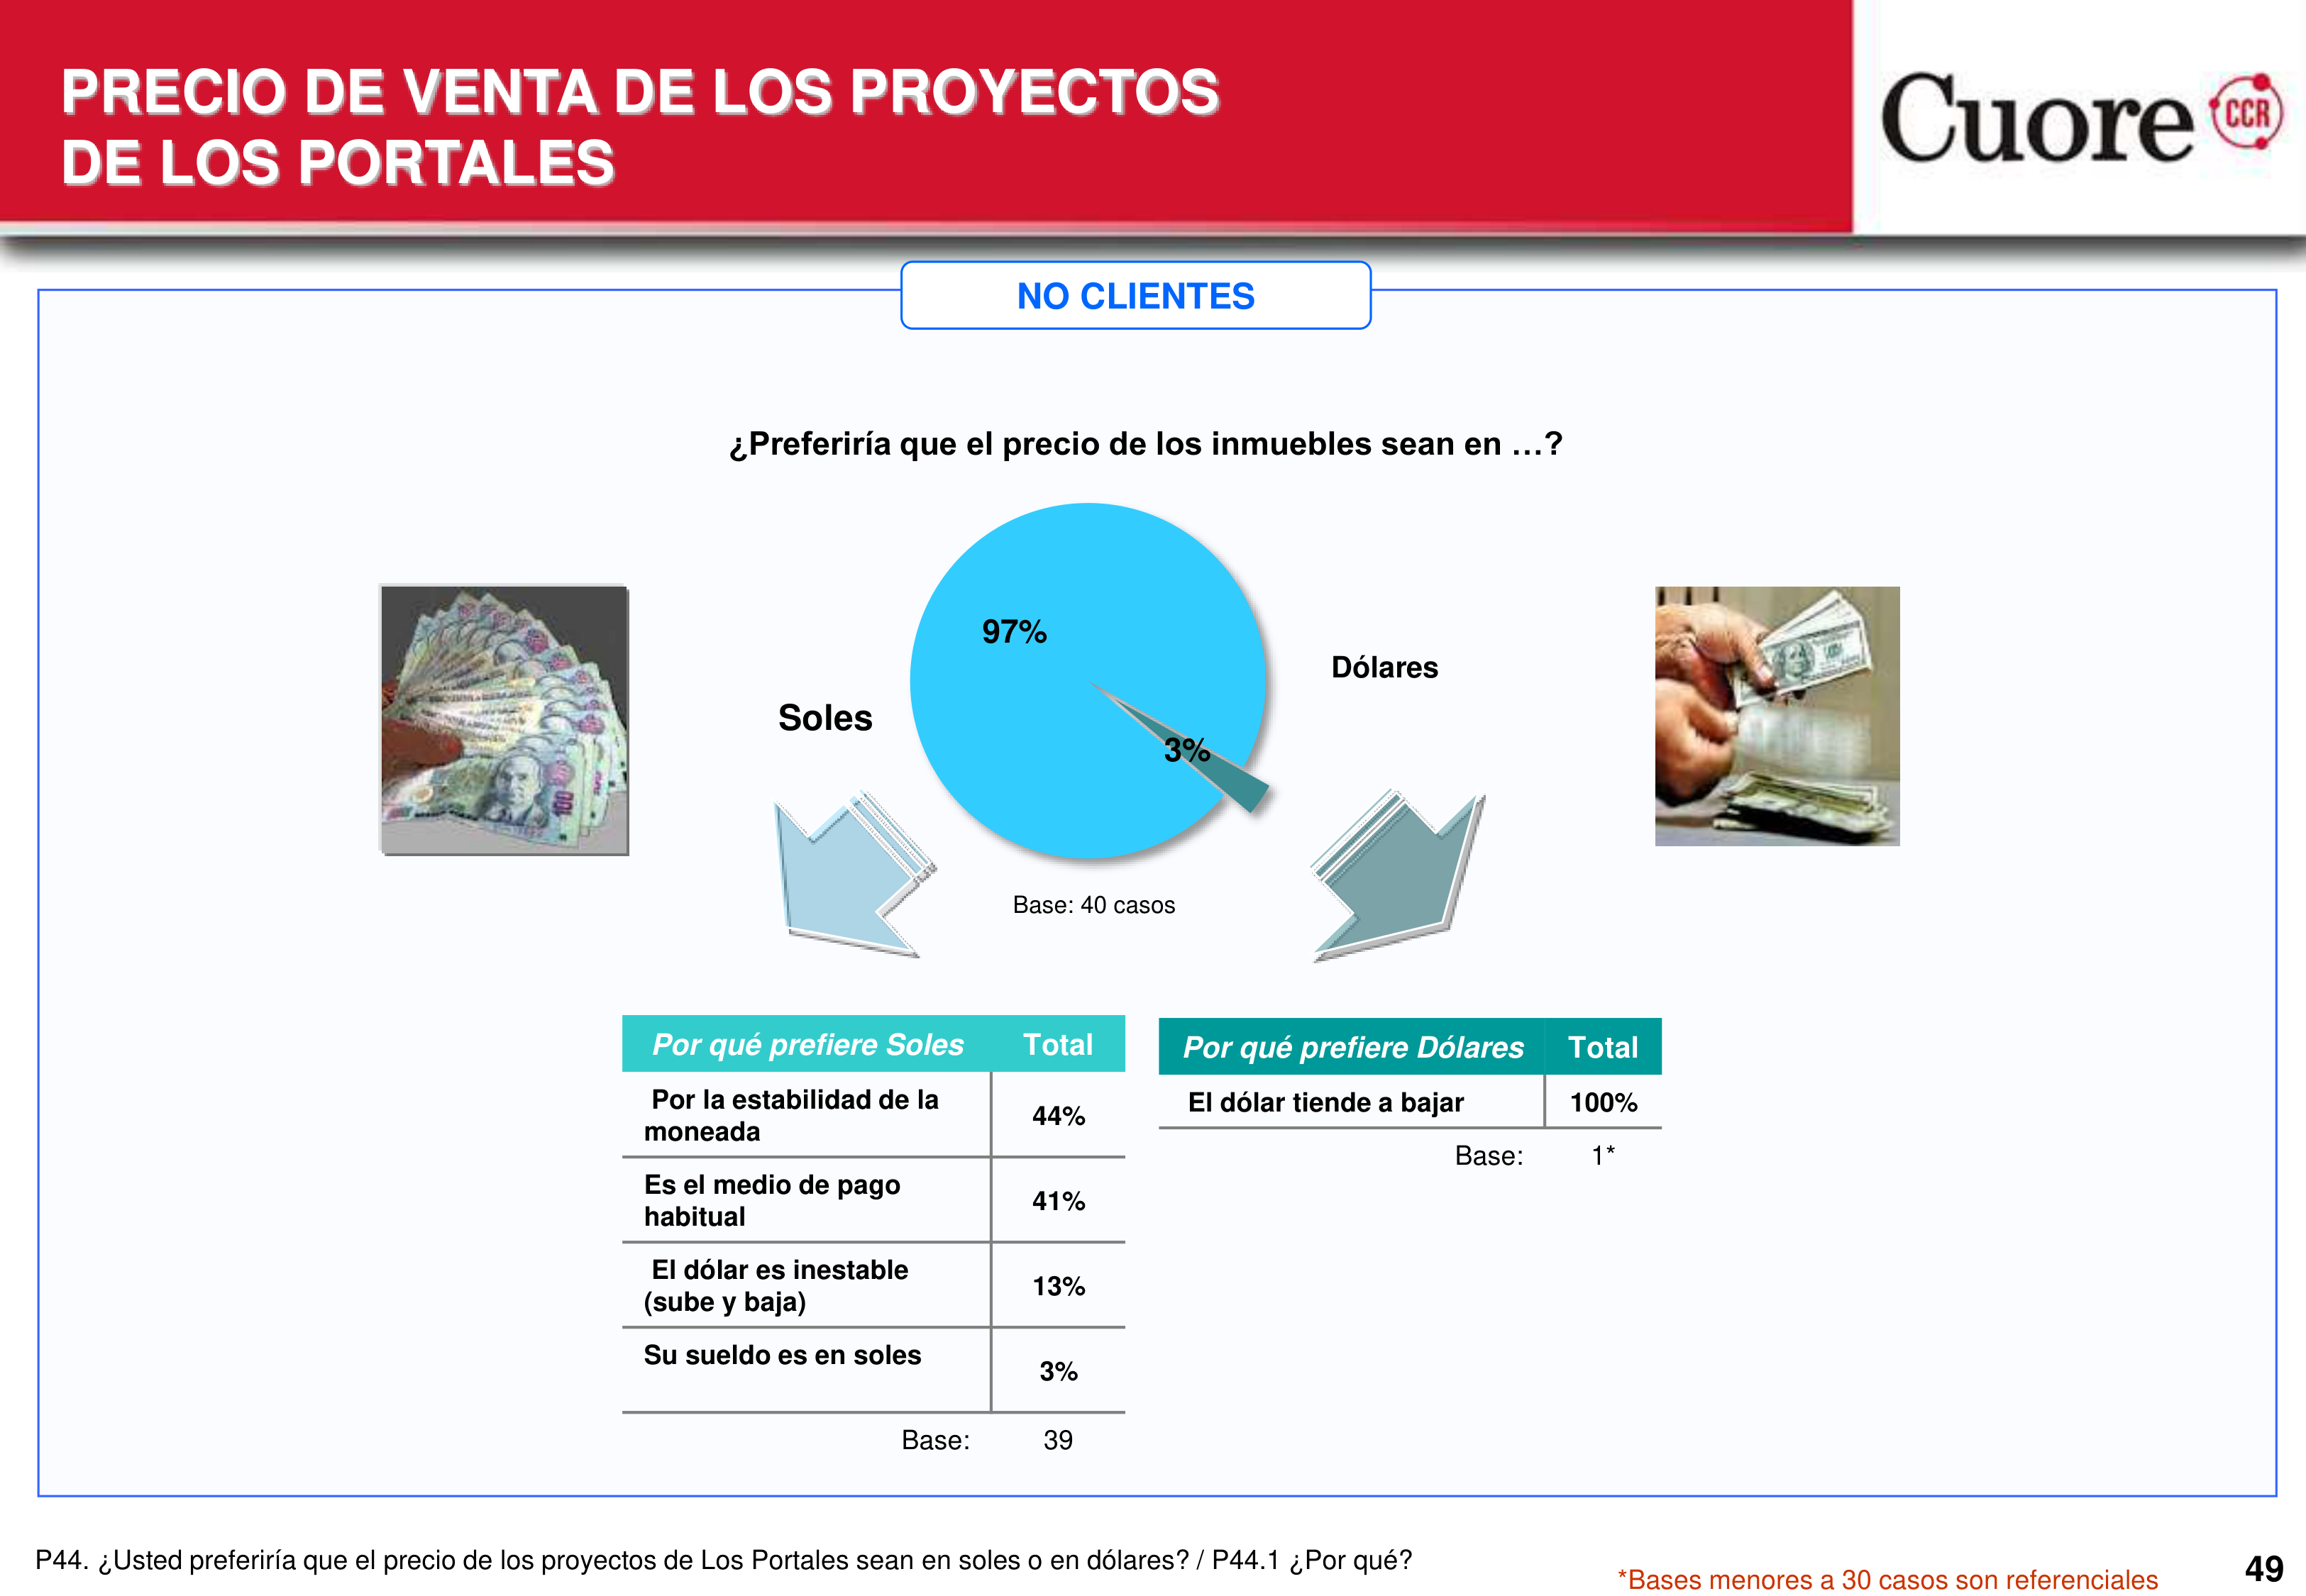 PRECIO DE VENTA DE LOS PROYECTOS
DE LOS PORTALES
Cuore CCR
NO CLIENTES
¿Preferiría que el precio de los inmuebles sean en ...?
97%
Dólares
Soles
3%
100
Base: 40 casos
Por qué prefiere Soles Total
Por la estabilidad de la
moneada
44%
Es el medio de pago
habitual
41%
El dólar es inestable
(sube y baja)
13%
Su sueldo es en soles
3%
Base: 39
Por qué prefiere Dólares Total
El dólar tiende a bajar 100%
Base: 1*
P44. ¿Usted preferiría que el precio de los proyectos de Los Portales sean en soles o en dólares? / P44.1 ¿Por qué?
*Bases menores a 30 casos son referenciales
49